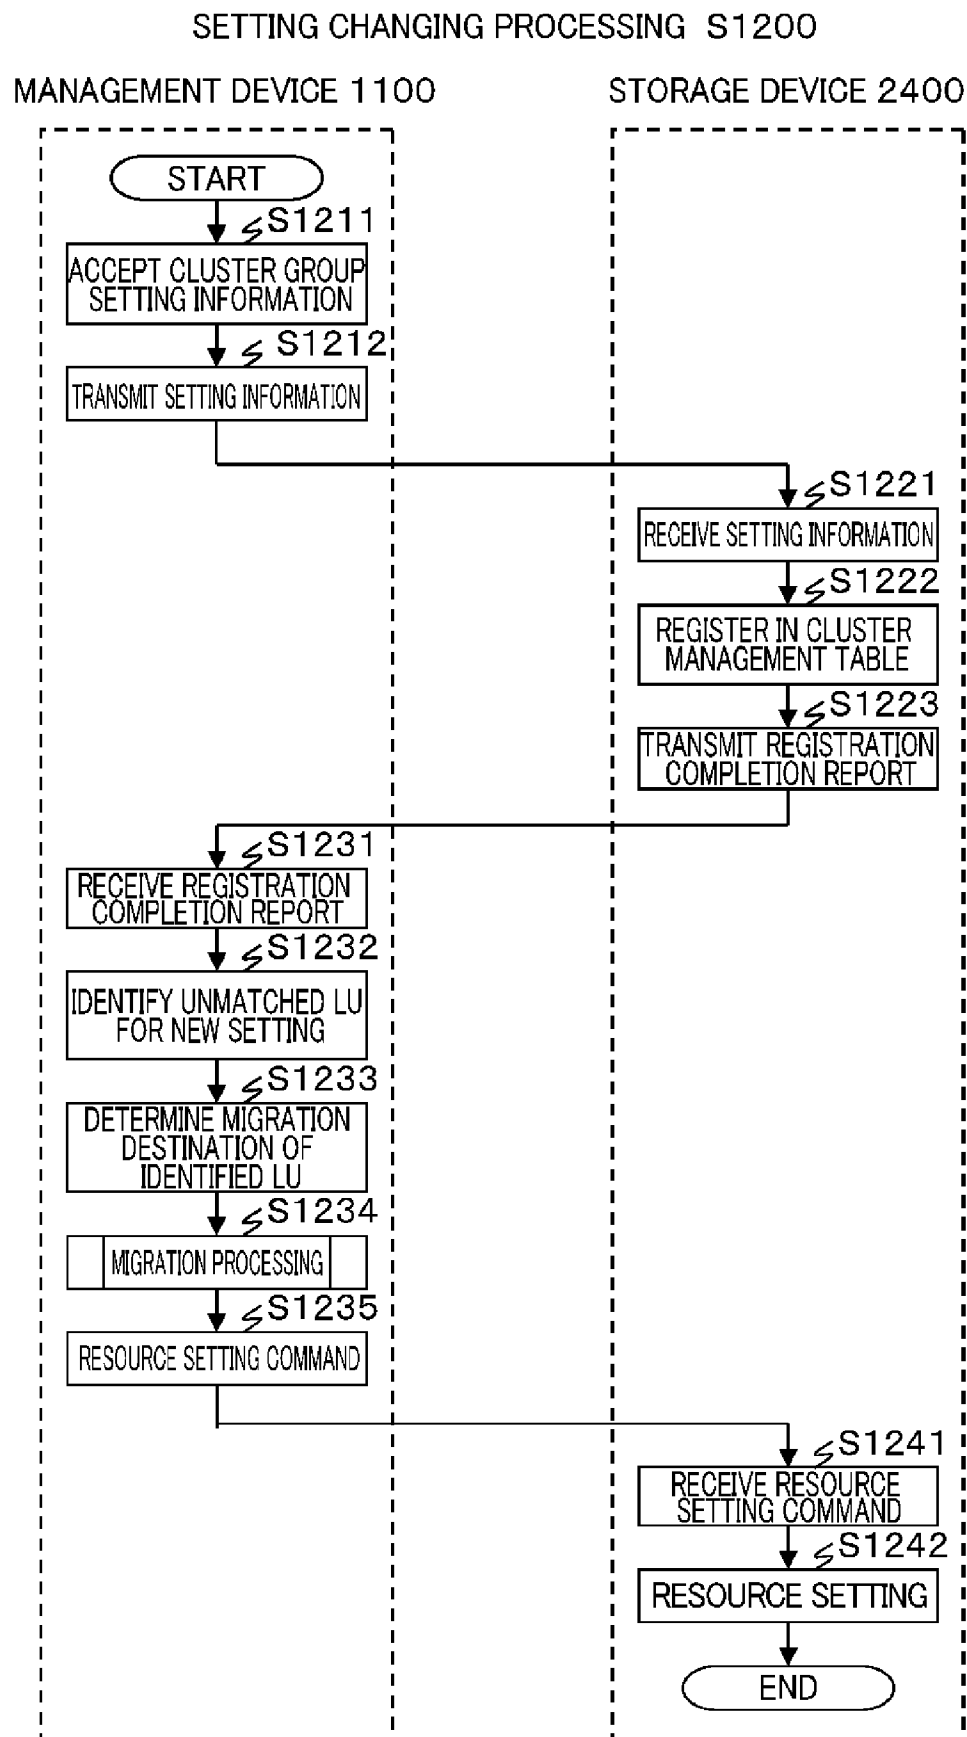 SETTING CHANGING PROCESSING S1200
MANAGEMENT DEVICE 1100
STORAGE DEVICE 2400
START
S1211
ACCEPT CLUSTER GROUP
SETTING INFORMATION
S1212
TRANSMIT SETTING INFORMATION
S1221
RECEIVE SETTING INFORMATION
S1222
REGISTER IN CLUSTER
MANAGEMENT TABLE
S1223
TRANSMIT REGISTRATION
COMPLETION REPORT
S1231
RECEIVE REGISTRATION
COMPLETION REPORT
S1232
IDENTIFY UNMATCHED LU
FOR NEW SETTING
S1233
DETERMINE MIGRATION
DESTINATION OF
IDENTIFIED LU
S1234
MIGRATION PROCESSING
S1235
RESOURCE SETTING COMMAND
S1241
RECEIVE RESOURCE
SETTING COMMAND
S1242
RESOURCE SETTING
END